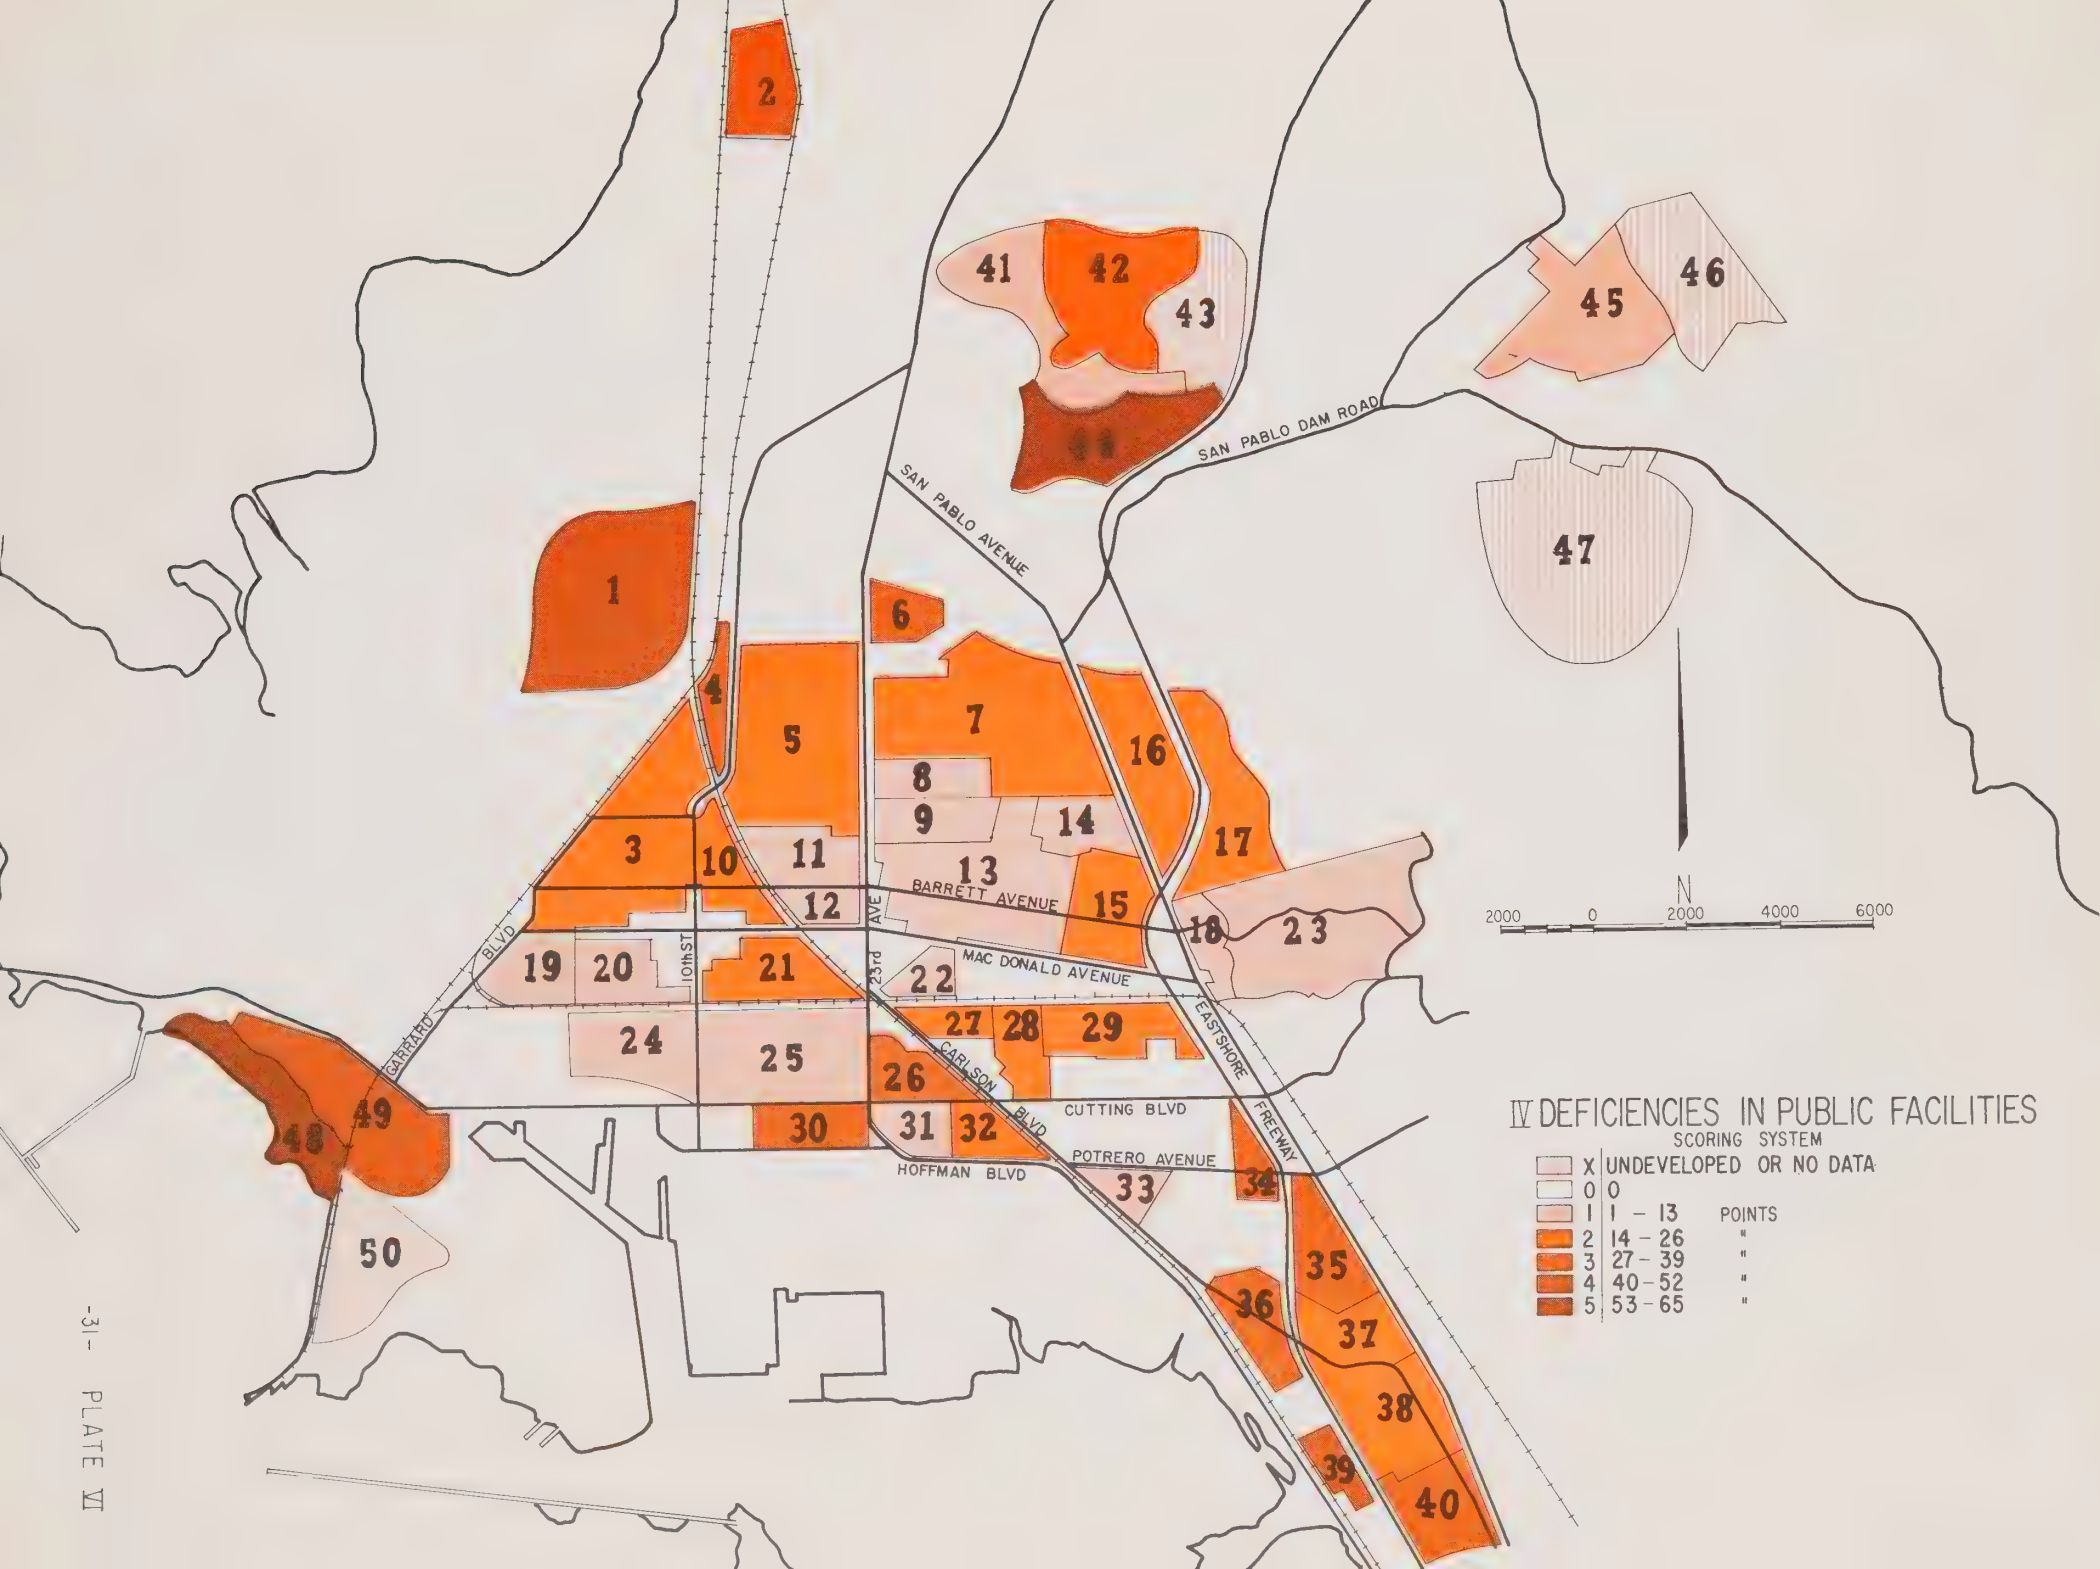 2
41
42
43
45
46
SAN PABLO DAM ROAD
SAN PABLO AVENUE
47
1
6
4
5
7
16
8
9
14
17
3
10
11
13
BARRETT AVENUE
12
15
18
23
23rd AVE
10th ST
BLVD
GARRARD
19
20
21
22
MAC DONALD AVENUE
24
25
27
28
29
EASTSHORE
FREEWAY
26
CARLSON
BLVD
CUTTING BLVD
30
31
32
HOFFMAN BLVD
POTRERO AVENUE
33
34
48
49
50
35
36
37
38
39
40
N
2000 0 2000 4000 6000
IV DEFICIENCIES IN PUBLIC FACILITIES
SCORING SYSTEM
X UNDEVELOPED OR NO DATA
0 0
1 1 - 13 POINTS
2 14 - 26 "
3 27 - 39 "
4 40 - 52 "
5 53 - 65 "
-31- PLATE VI